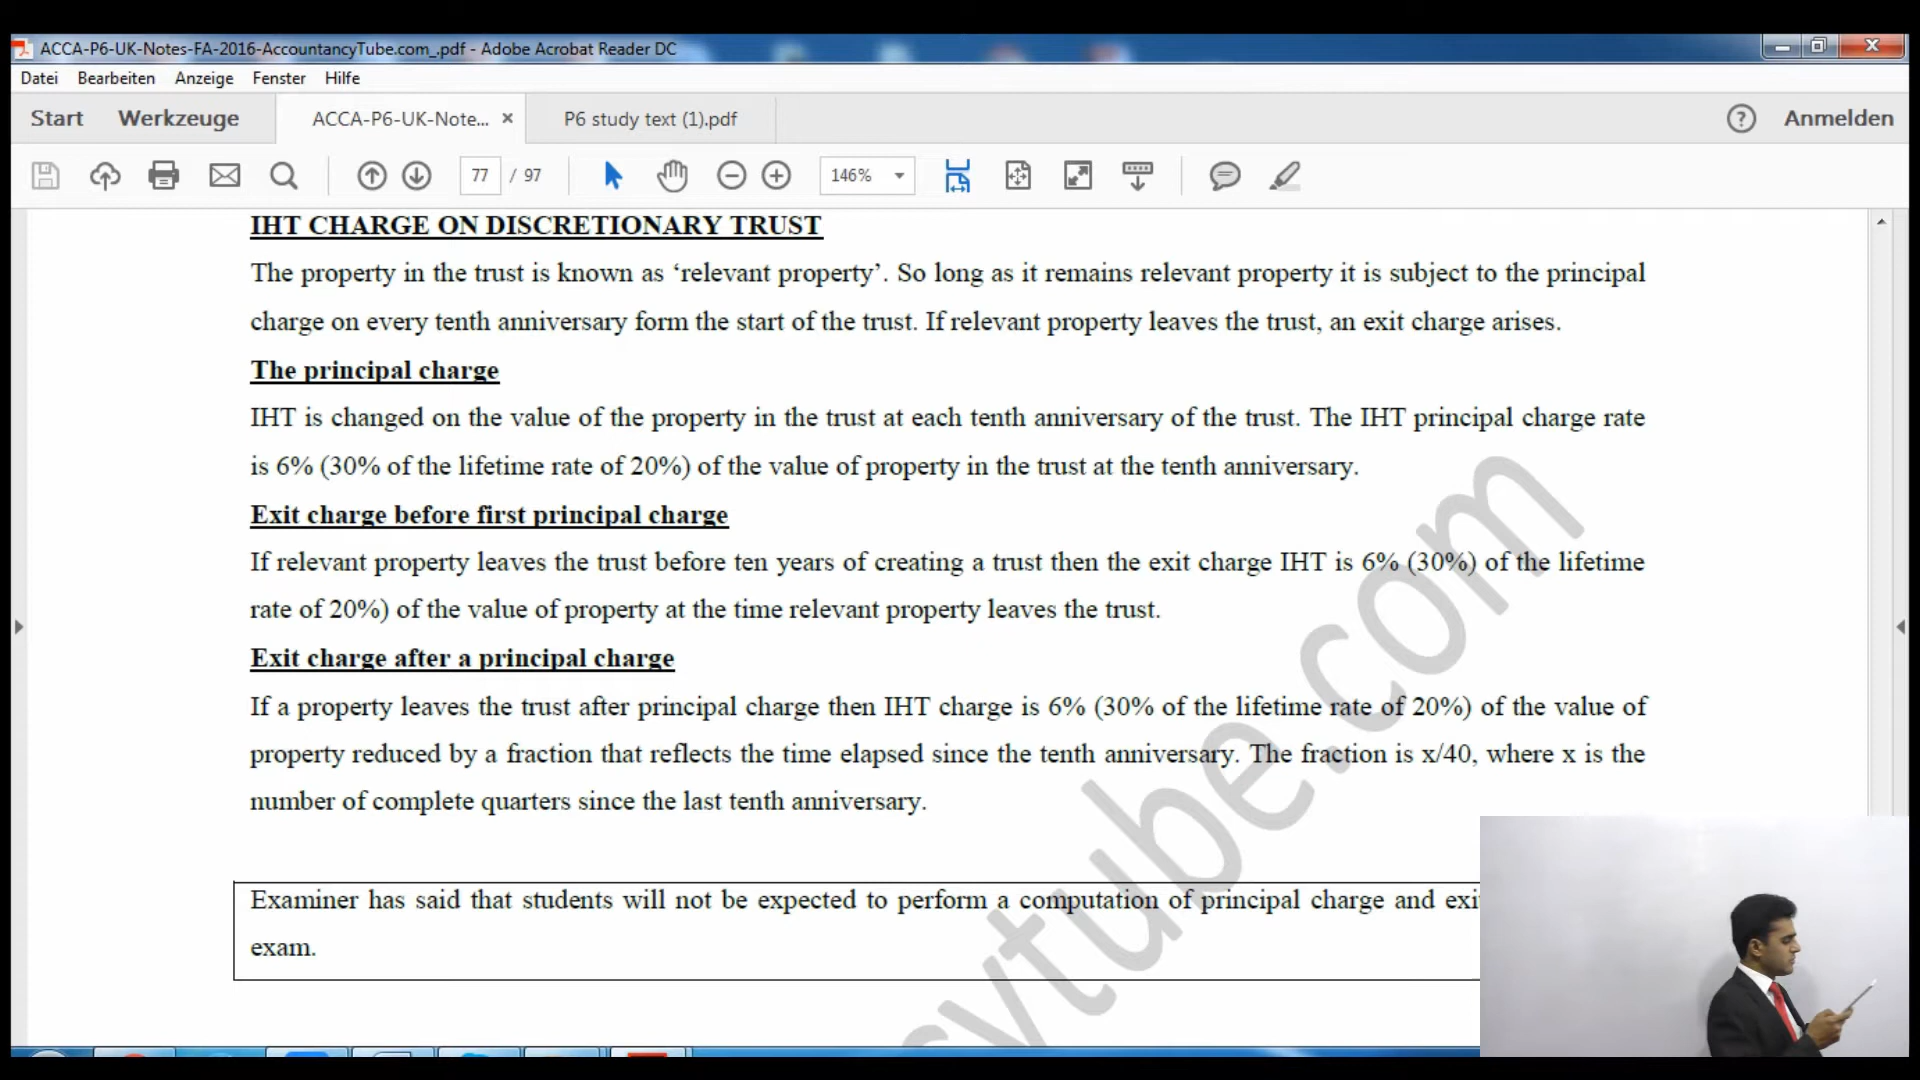 ACCA-P6-UK-Notes-FA-2016-AccountancyTube.com_.pdf - Adobe Acrobat Reader DC
Datei Bearbeiten Anzeige Fenster Hilfe
Start Werkzeuge ACCA-P6-UK-Note... × P6 study text (1).pdf ? Anmelden
77 / 97 146%
IHT CHARGE ON DISCRETIONARY TRUST
The property in the trust is known as ‘relevant property’. So long as it remains relevant property it is subject to the principal
charge on every tenth anniversary form the start of the trust. If relevant property leaves the trust, an exit charge arises.
The principal charge
IHT is changed on the value of the property in the trust at each tenth anniversary of the trust. The IHT principal charge rate
is 6% (30% of the lifetime rate of 20%) of the value of property in the trust at the tenth anniversary.
Exit charge before first principal charge
If relevant property leaves the trust before ten years of creating a trust then the exit charge IHT is 6% (30%) of the lifetime
rate of 20%) of the value of property at the time relevant property leaves the trust.
Exit charge after a principal charge
If a property leaves the trust after principal charge then IHT charge is 6% (30% of the lifetime rate of 20%) of the value of
property reduced by a fraction that reflects the time elapsed since the tenth anniversary. The fraction is x/40, where x is the
number of complete quarters since the last tenth anniversary.
Examiner has said that students will not be expected to perform a computation of principal charge and
exam.
ytube.com